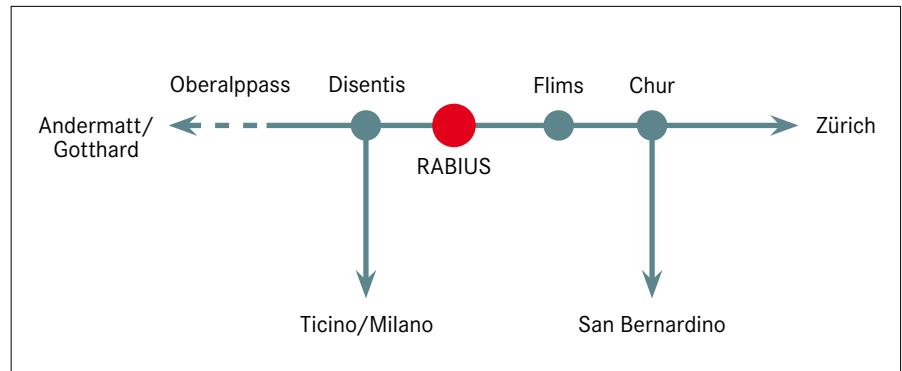 Oberalppass
Disentis
Flims
Chur
Andermatt/
Gotthard
Zürich
RABIUS
Ticino/Milano
San Bernardino